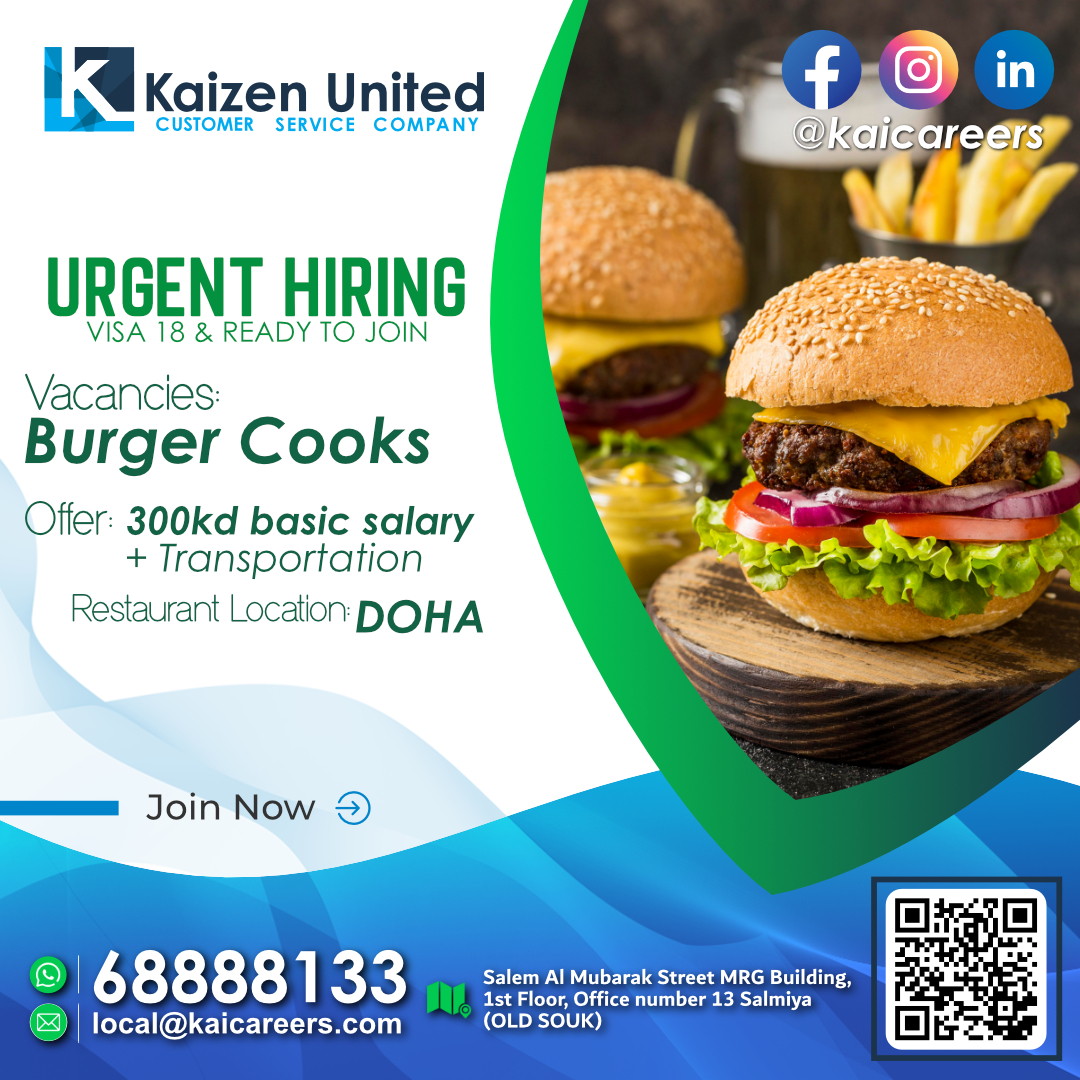 K
Kaizen United
CUSTOMER SERVICE COMPANY
@kaicareers
URGENT HIRING
VISA 18 & READY TO JOIN
Vacancies:
Burger Cooks
Offer: 300kd basic salary
+ Transportation
Restaurant Location: DOHA
Join Now
68888133
local@kaicareers.com
Salem Al Mubarak Street MRG Building,
1st Floor, Office number 13 Salmiya
(OLD SOUK)